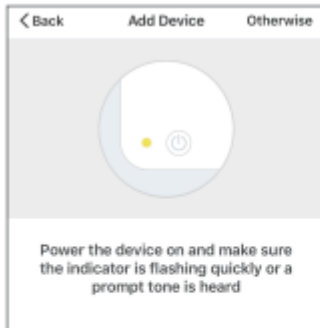 < Back Add Device Otherwise
Power the device on and make sure
the indicator is flashing quickly or a
prompt tone is heard